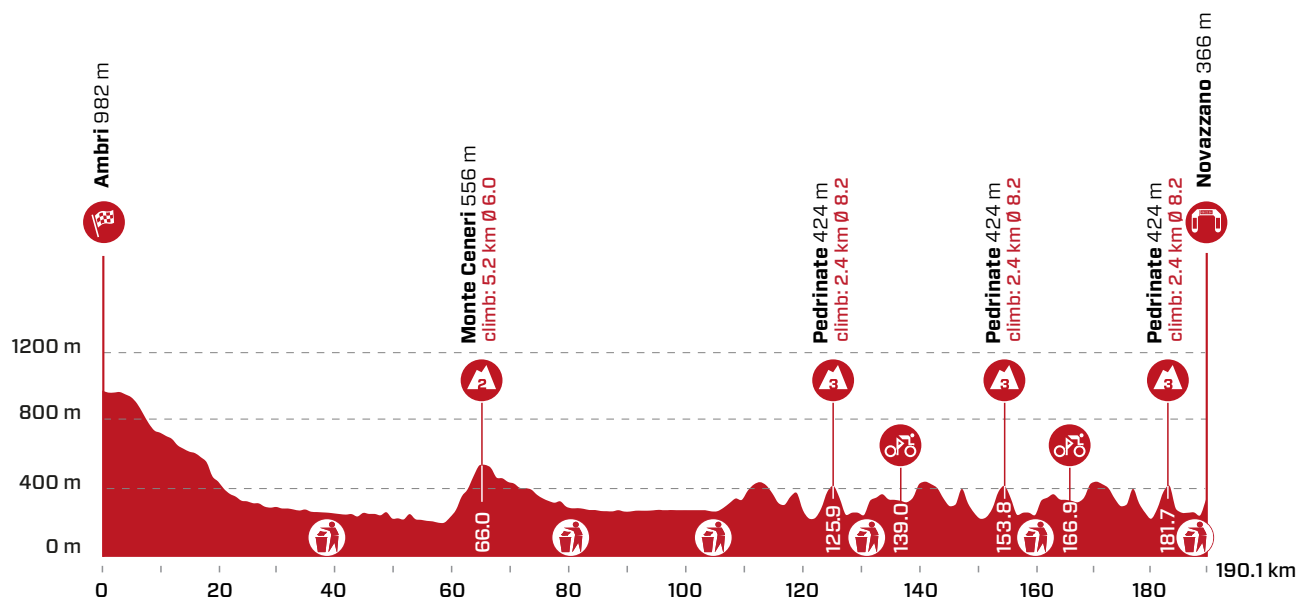 Ambri 982 m
Monte Ceneri 556 m
climb: 5.2 km Ø 6.0
Pedrinate 424 m
climb: 2.4 km Ø 8.2
Pedrinate 424 m
climb: 2.4 km Ø 8.2
Pedrinate 424 m
climb: 2.4 km Ø 8.2
Novazzano 366 m
1200 m
800 m
400 m
0 m
2
3
3
3
66.0
125.9
139.0
153.8
166.9
181.7
0 20 40 60 80 100 120 140 160 180 190.1 km